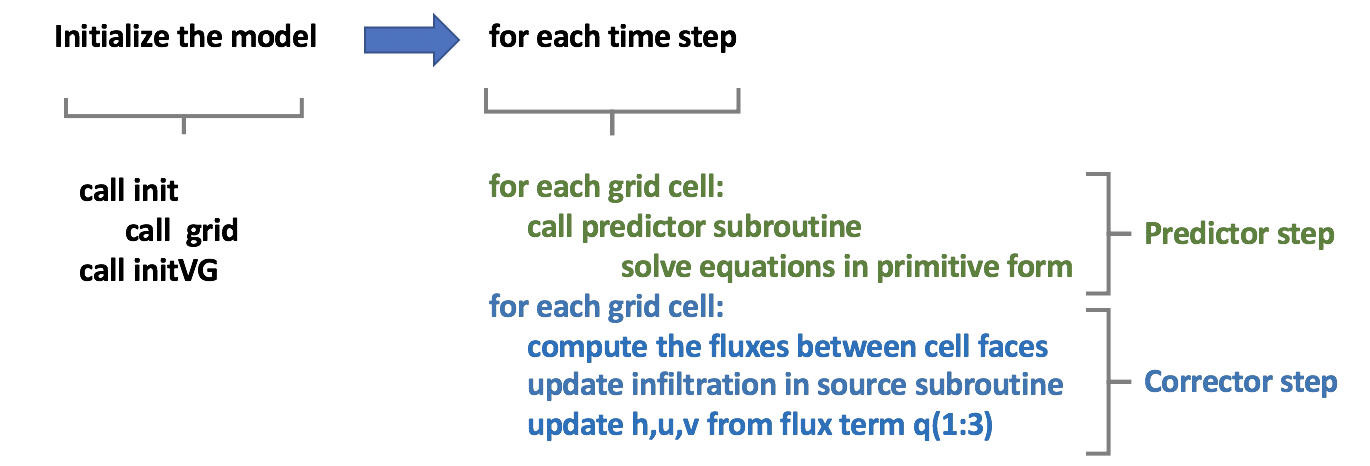 Initialize the model
for each time step
call init
call grid
call initVG
for each grid cell:
call predictor subroutine
solve equations in primitive form
Predictor step
for each grid cell:
compute the fluxes between cell faces
update infiltration in source subroutine
update h,u,v from flux term q(1:3)
Corrector step